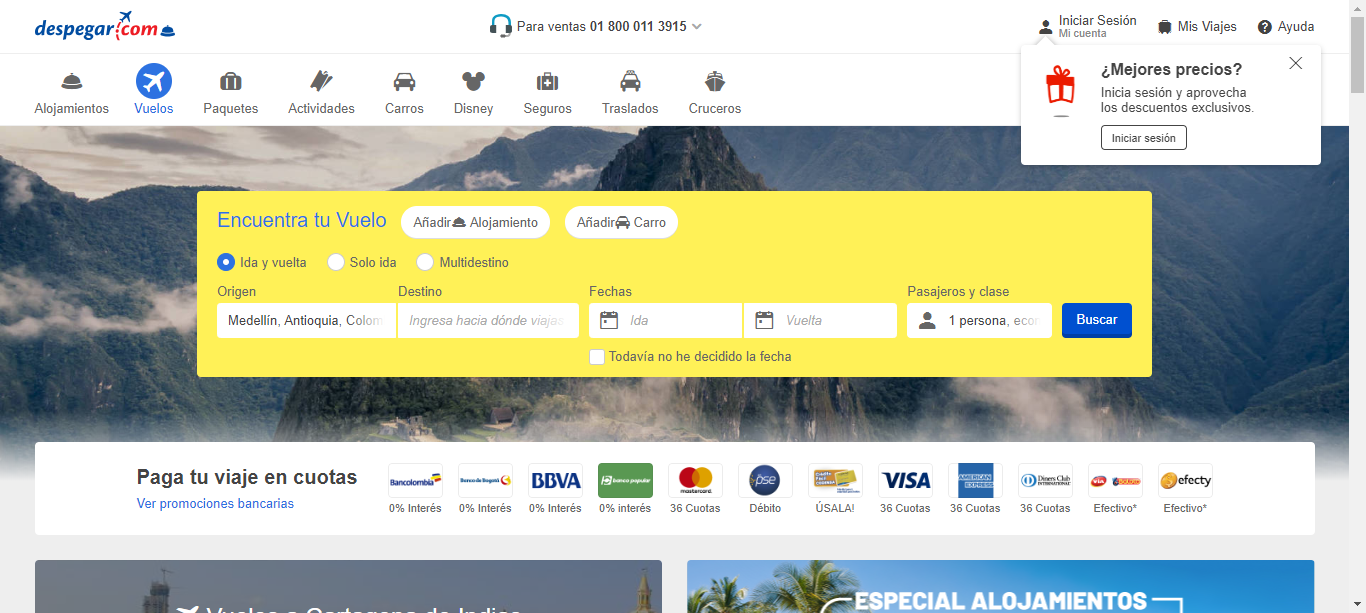 despegar.com
Para ventas 01 800 011 3915
Iniciar Sesión
Mi cuenta
Mis Viajes
Ayuda
Alojamientos
Vuelos
Paquetes
Actividades
Carros
Disney
Seguros
Traslados
Cruceros
¿Mejores precios?
Inicia sesión y aprovecha
los descuentos exclusivos.
Iniciar sesión
Encuentra tu Vuelo
Añadir Alojamiento
Añadir Carro
Ida y vuelta
Solo ida
Multidestino
Origen
Destino
Fechas
Pasajeros y clase
Medellín, Antioquia, Colom
Ingresa hacia dónde viajas
Ida
Vuelta
1 persona, econ
Buscar
Todavía no he decidido la fecha
Paga tu viaje en cuotas
Ver promociones bancarias
Bancolombia
Banco de Bogotá
BBVA
banco popular
mastercard
pse
VISA
AMERICAN EXPRESS
Diners Club
INTERNATIONAL
via BALOTO
efecty
0% Interés
0% Interés
0% Interés
0% interés
36 Cuotas
Débito
ÚSALA!
36 Cuotas
36 Cuotas
36 Cuotas
Efectivo*
Efectivo*
Vuelos a Cartagena de Indias
ESPECIAL ALOJAMIENTOS